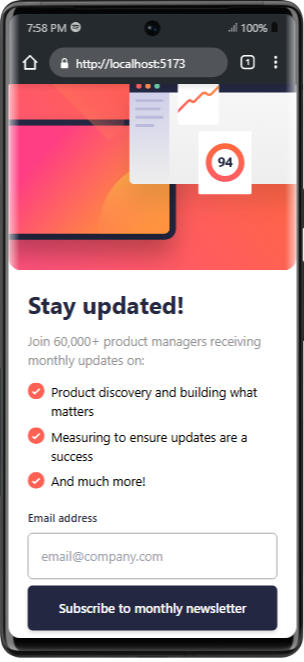 7:58 PM
100%
http://localhost:5173
1
94
Stay updated!
Join 60,000+ product managers receiving
monthly updates on:
Product discovery and building what
matters
Measuring to ensure updates are a
success
And much more!
Email address
email@company.com
Subscribe to monthly newsletter